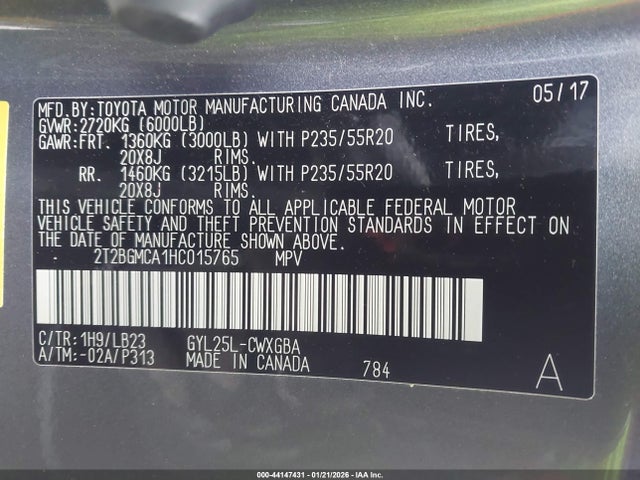 MFD. BY: TOYOTA MOTOR MANUFACTURING CANADA INC. 05/17
GVWR: 2720KG (6000LB)
GAWR: FRT. 1360KG (3000LB) WITH P235/55R20 TIRES,
20X8J RIMS.
RR. 1460KG (3215LB) WITH P235/55R20 TIRES,
20X8J RIMS.
THIS VEHICLE CONFORMS TO ALL APPLICABLE FEDERAL MOTOR
VEHICLE SAFETY AND THEFT PREVENTION STANDARDS IN EFFECT ON
THE DATE OF MANUFACTURE SHOWN ABOVE.
2T2BGMCA1HC015765 MPV
C/TR: 1H9/LB23 GYL25L-CWXGBA
A/TM: -02A/P313 MADE IN CANADA 784 A
000-44147431 - 01/21/2026 - IAA Inc.